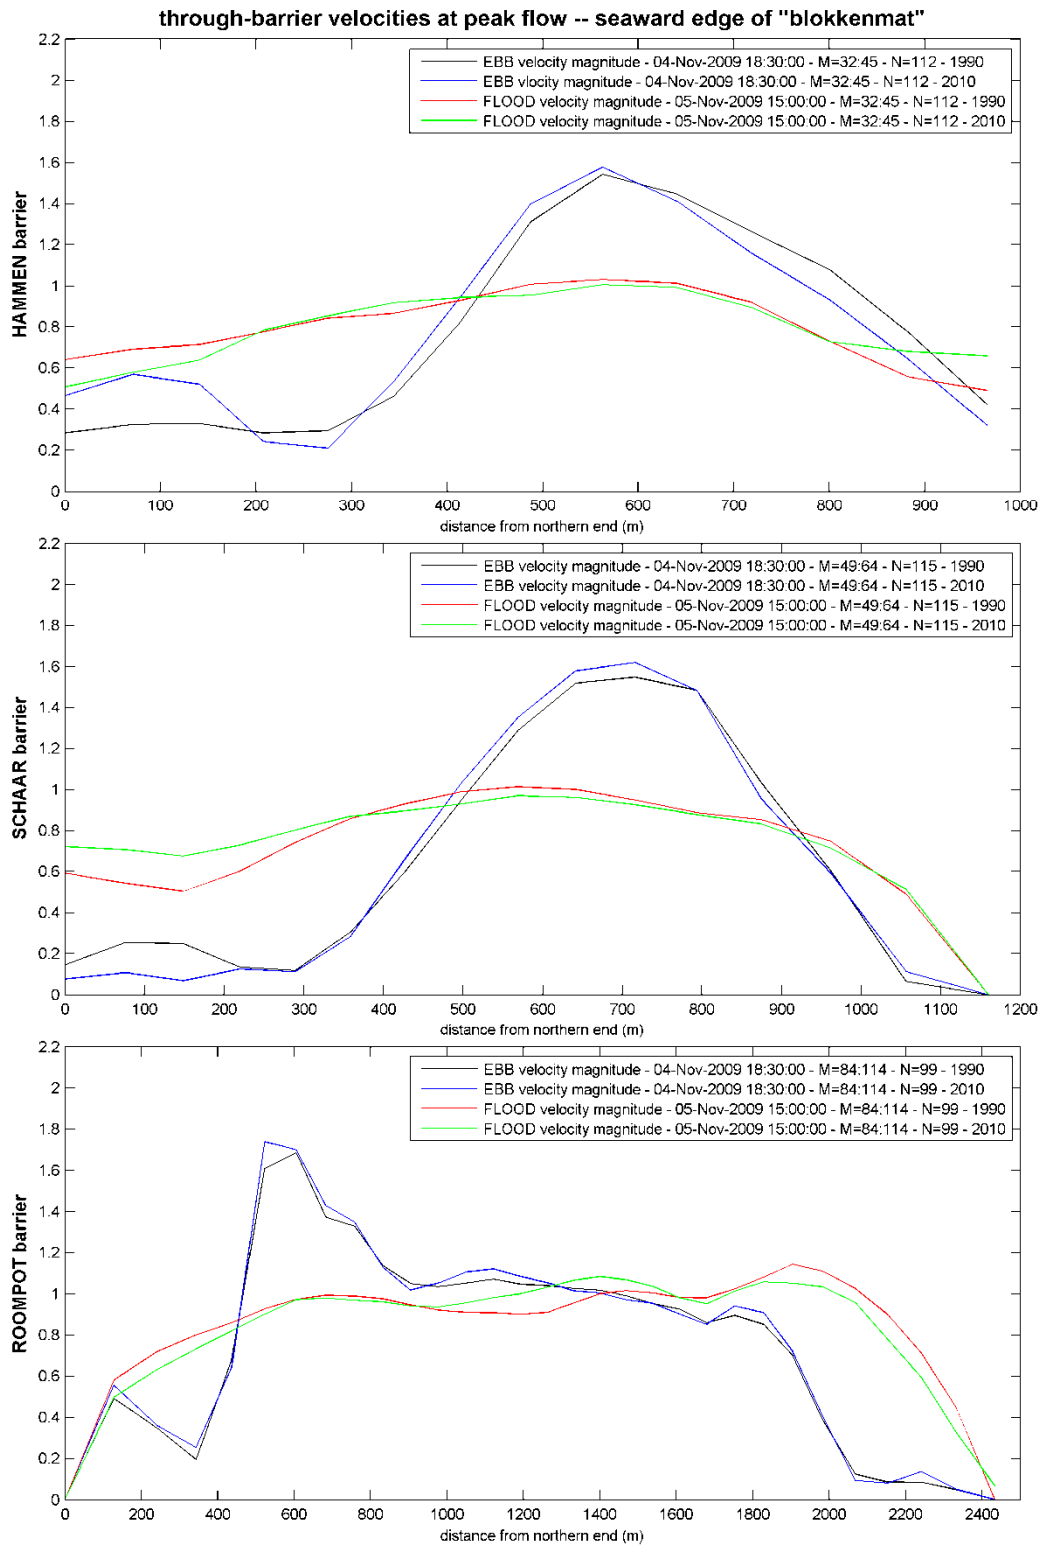 through-barrier velocities at peak flow -- seaward edge of "blokkenmat"
2.2
2
1.8
1.6
1.4
1.2
1
0.8
0.6
0.4
0.2
0
HAMMEN barrier
EBB velocity magnitude - 04-Nov-2009 18:30:00 - M=32:45 - N=112 - 1990
EBB vlocity magnitude - 04-Nov-2009 18:30:00 - M=32:45 - N=112 - 2010
FLOOD velocity magnitude - 05-Nov-2009 15:00:00 - M=32:45 - N=112 - 1990
FLOOD velocity magnitude - 05-Nov-2009 15:00:00 - M=32:45 - N=112 - 2010
0 100 200 300 400 500 600 700 800 900 1000
distance from northern end (m)
2.2
2
1.8
1.6
1.4
1.2
1
0.8
0.6
0.4
0.2
0
SCHAAR barrier
EBB velocity magnitude - 04-Nov-2009 18:30:00 - M=49:64 - N=115 - 1990
EBB velocity magnitude - 04-Nov-2009 18:30:00 - M=49:64 - N=115 - 2010
FLOOD velocity magnitude - 05-Nov-2009 15:00:00 - M=49:64 - N=115 - 1990
FLOOD velocity magnitude - 05-Nov-2009 15:00:00 - M=49:64 - N=115 - 2010
0 100 200 300 400 500 600 700 800 900 1000 1100 1200
distance from northern end (m)
2.2
2
1.8
1.6
1.4
1.2
1
0.8
0.6
0.4
0.2
0
ROOMPOT barrier
EBB velocity magnitude - 04-Nov-2009 18:30:00 - M=84:114 - N=99 - 1990
EBB velocity magnitude - 04-Nov-2009 18:30:00 - M=84:114 - N=99 - 2010
FLOOD velocity magnitude - 05-Nov-2009 15:00:00 - M=84:114 - N=99 - 1990
FLOOD velocity magnitude - 05-Nov-2009 15:00:00 - M=84:114 - N=99 - 2010
0 200 400 600 800 1000 1200 1400 1600 1800 2000 2200 2400
distance from northern end (m)